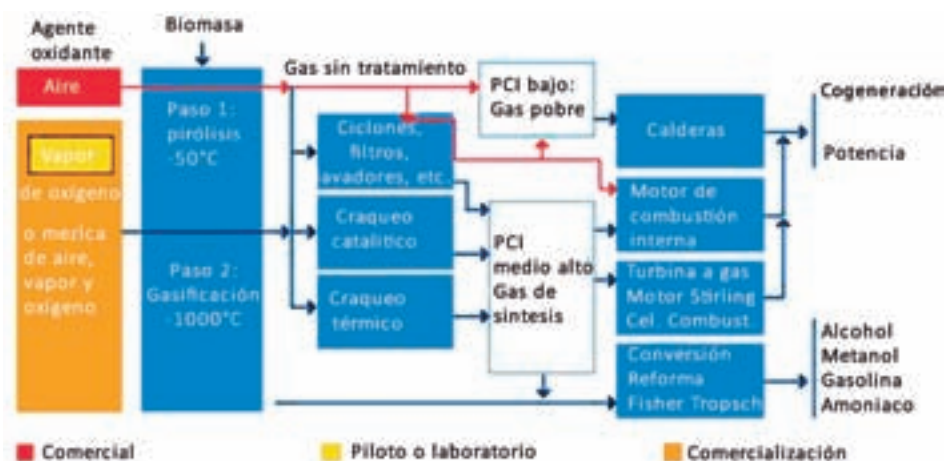 Agente
oxidante
Biomasa
Aire
Vapor
de oxígeno
o merica
de aire,
vapor y
oxígeno
Paso 1:
pirólisis
-50°C
Paso 2:
Gasificación
-1000°C
Gas sin tratamiento
Ciclones,
filtros,
avadores, etc.
Craqueo
catalítico
Craqueo
térmico
PCI bajo:
Gas pobre
PCI
medio alto
Gas de
sintesis
Calderas
Motor de
combustión
interna
Turbina a gas
Motor Stirling
Cel. Combust.
Conversión
Reforma
Fisher Tropsch
Cogeneración
Potencia
Alcohol
Metanol
Gasolina
Amoniaco
Comercial
Piloto o laboratorio
Comercialización